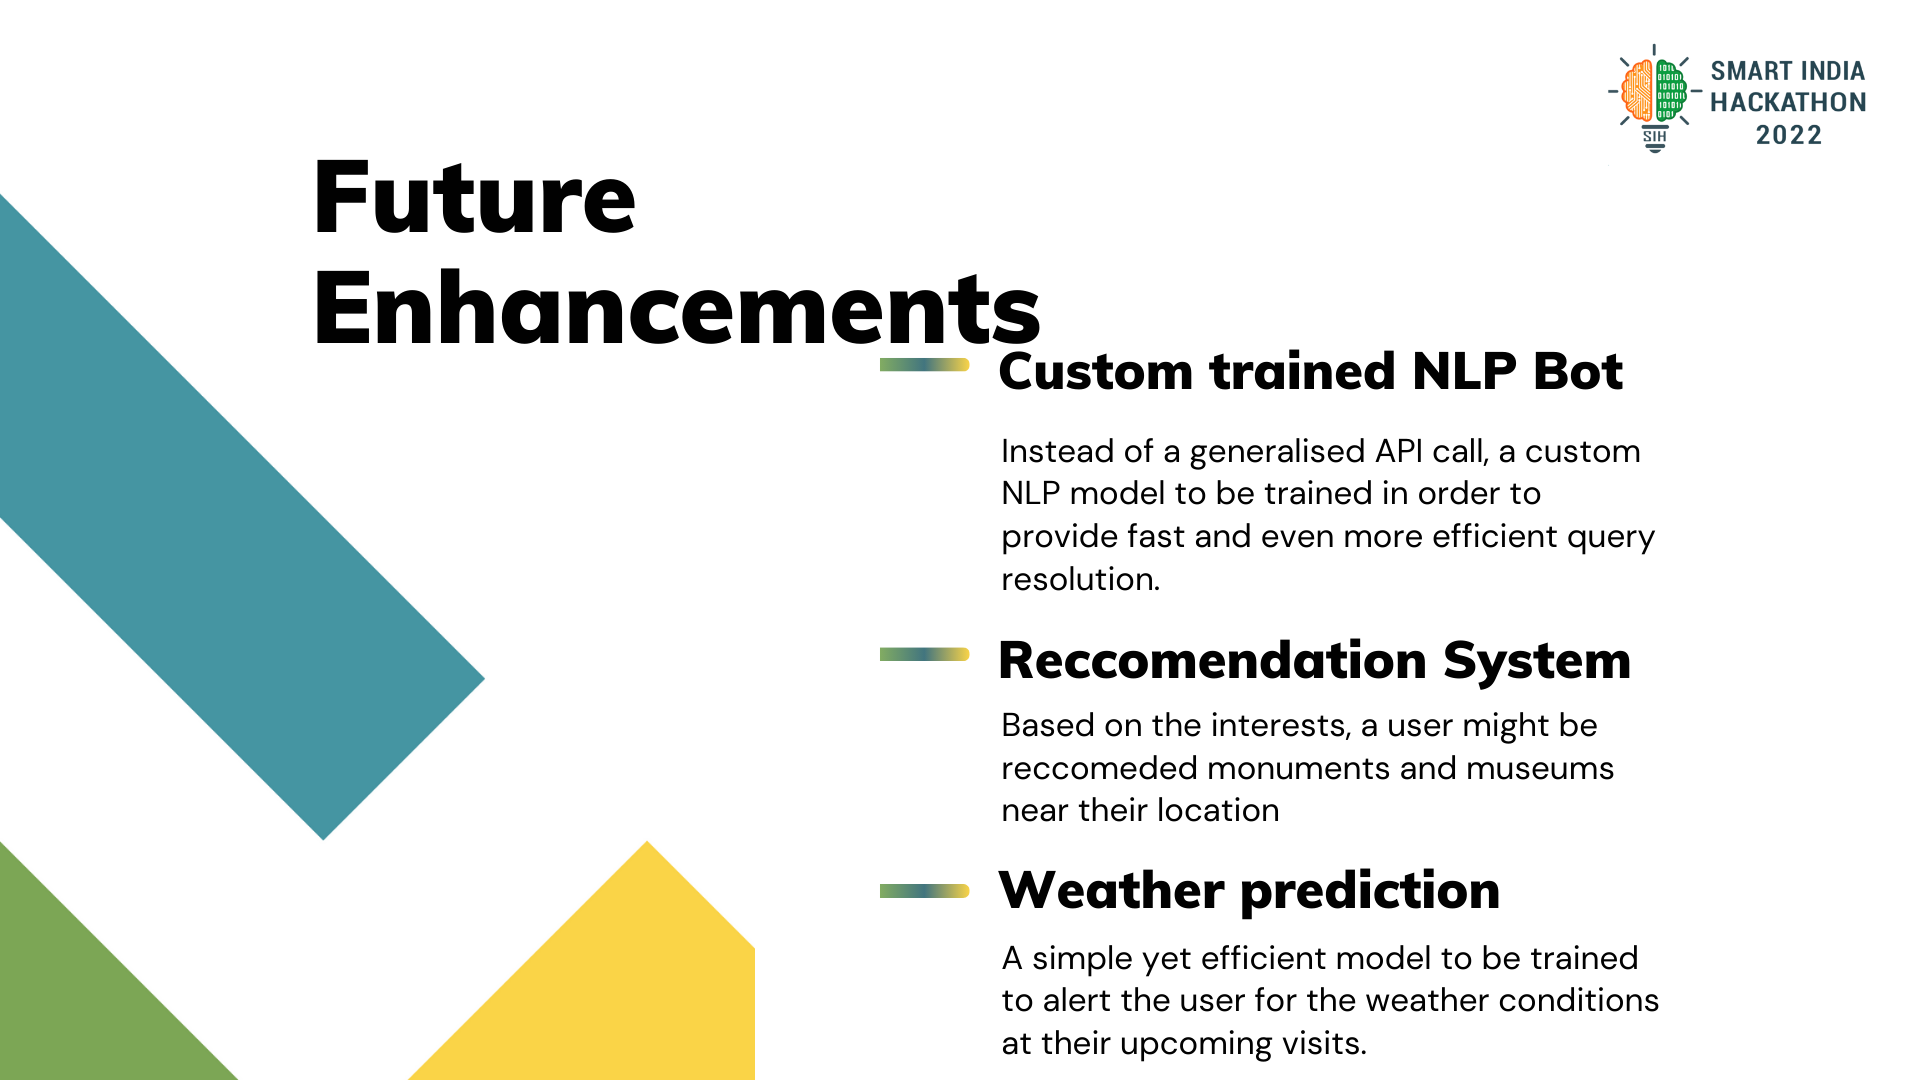 SMART INDIA
HACKATHON
2022
SIH
Future
Enhancements
Custom trained NLP Bot
Instead of a generalised API call, a custom
NLP model to be trained in order to
provide fast and even more efficient query
resolution.
Reccomendation System
Based on the interests, a user might be
reccomeded monuments and museums
near their location
Weather prediction
A simple yet efficient model to be trained
to alert the user for the weather conditions
at their upcoming visits.